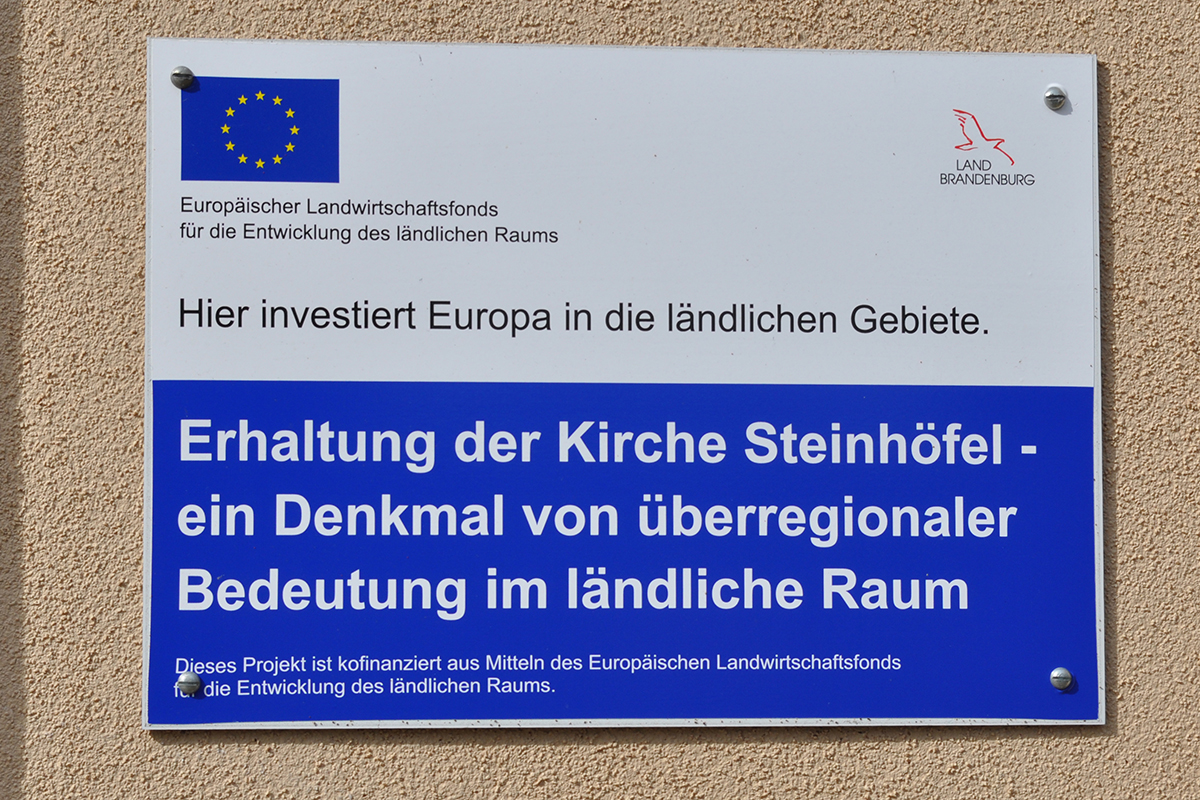 Europäischer Landwirtschaftsfonds
für die Entwicklung des ländlichen Raums
LAND
BRANDENBURG
Hier investiert Europa in die ländlichen Gebiete.
Erhaltung der Kirche Steinhöfel -
ein Denkmal von überregionaler
Bedeutung im ländliche Raum
Dieses Projekt ist kofinanziert aus Mitteln des Europäischen Landwirtschaftsfonds
für die Entwicklung des ländlichen Raums.